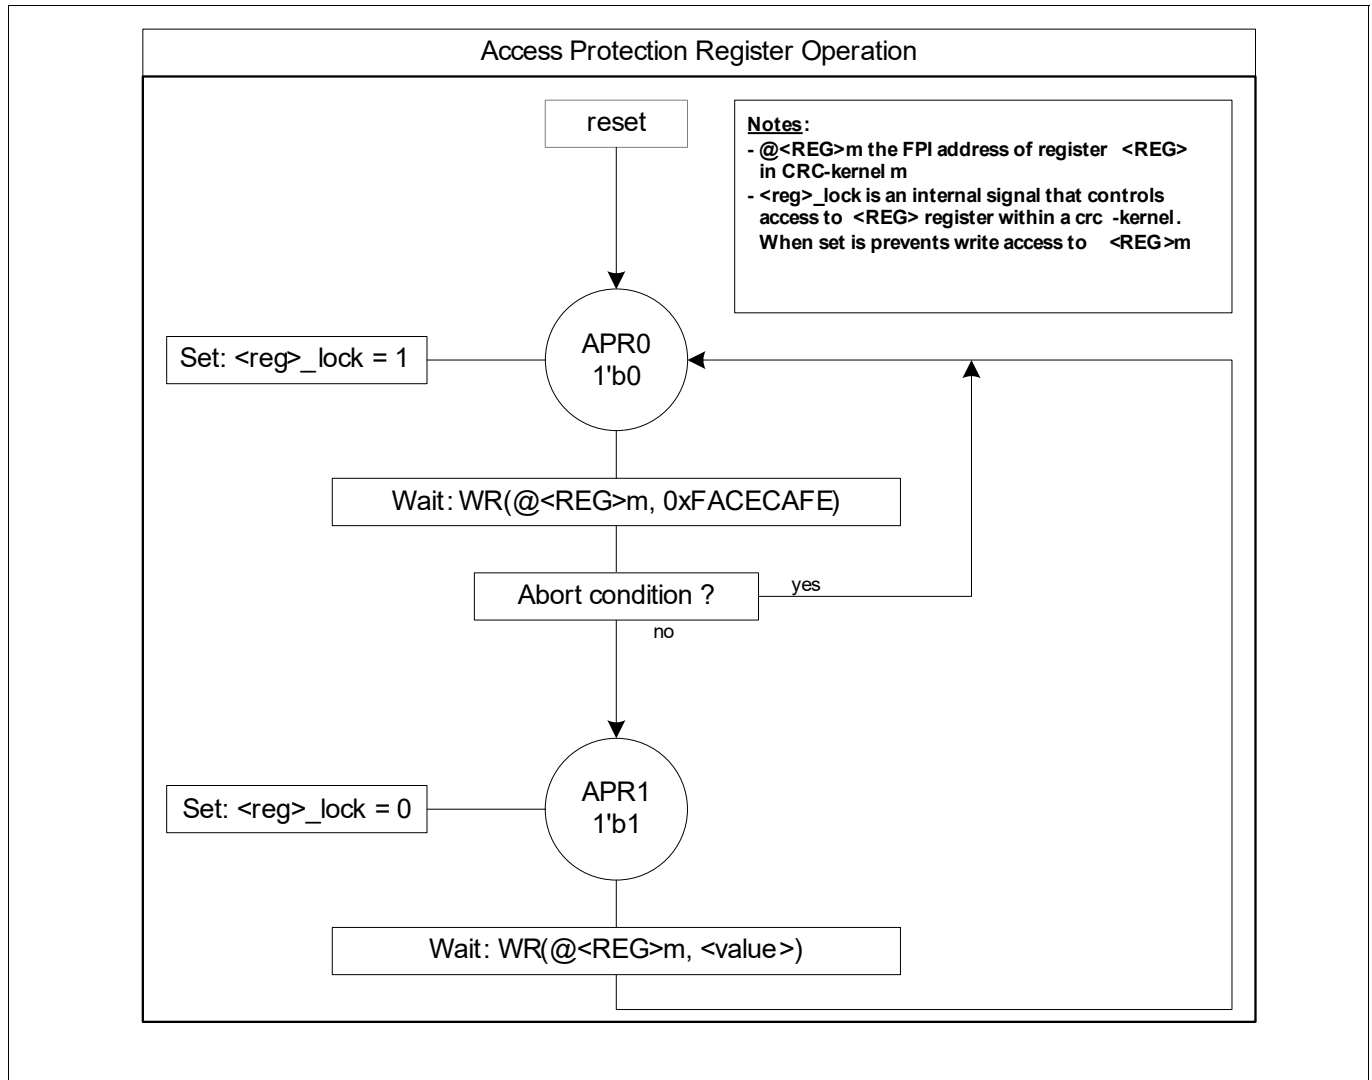 Access Protection Register Operation
reset
Notes:
- @<REG>m the FPI address of register <REG>
in CRC-kernel m
- <reg>_lock is an internal signal that controls
access to <REG> register within a crc -kernel.
When set is prevents write access to <REG>m
APR0
1'b0
Set: <reg>_lock = 1
Wait: WR(@<REG>m, 0xFACECAFE)
Abort condition ?
yes
no
APR1
1'b1
Set: <reg>_lock = 0
Wait: WR(@<REG>m, <value>)